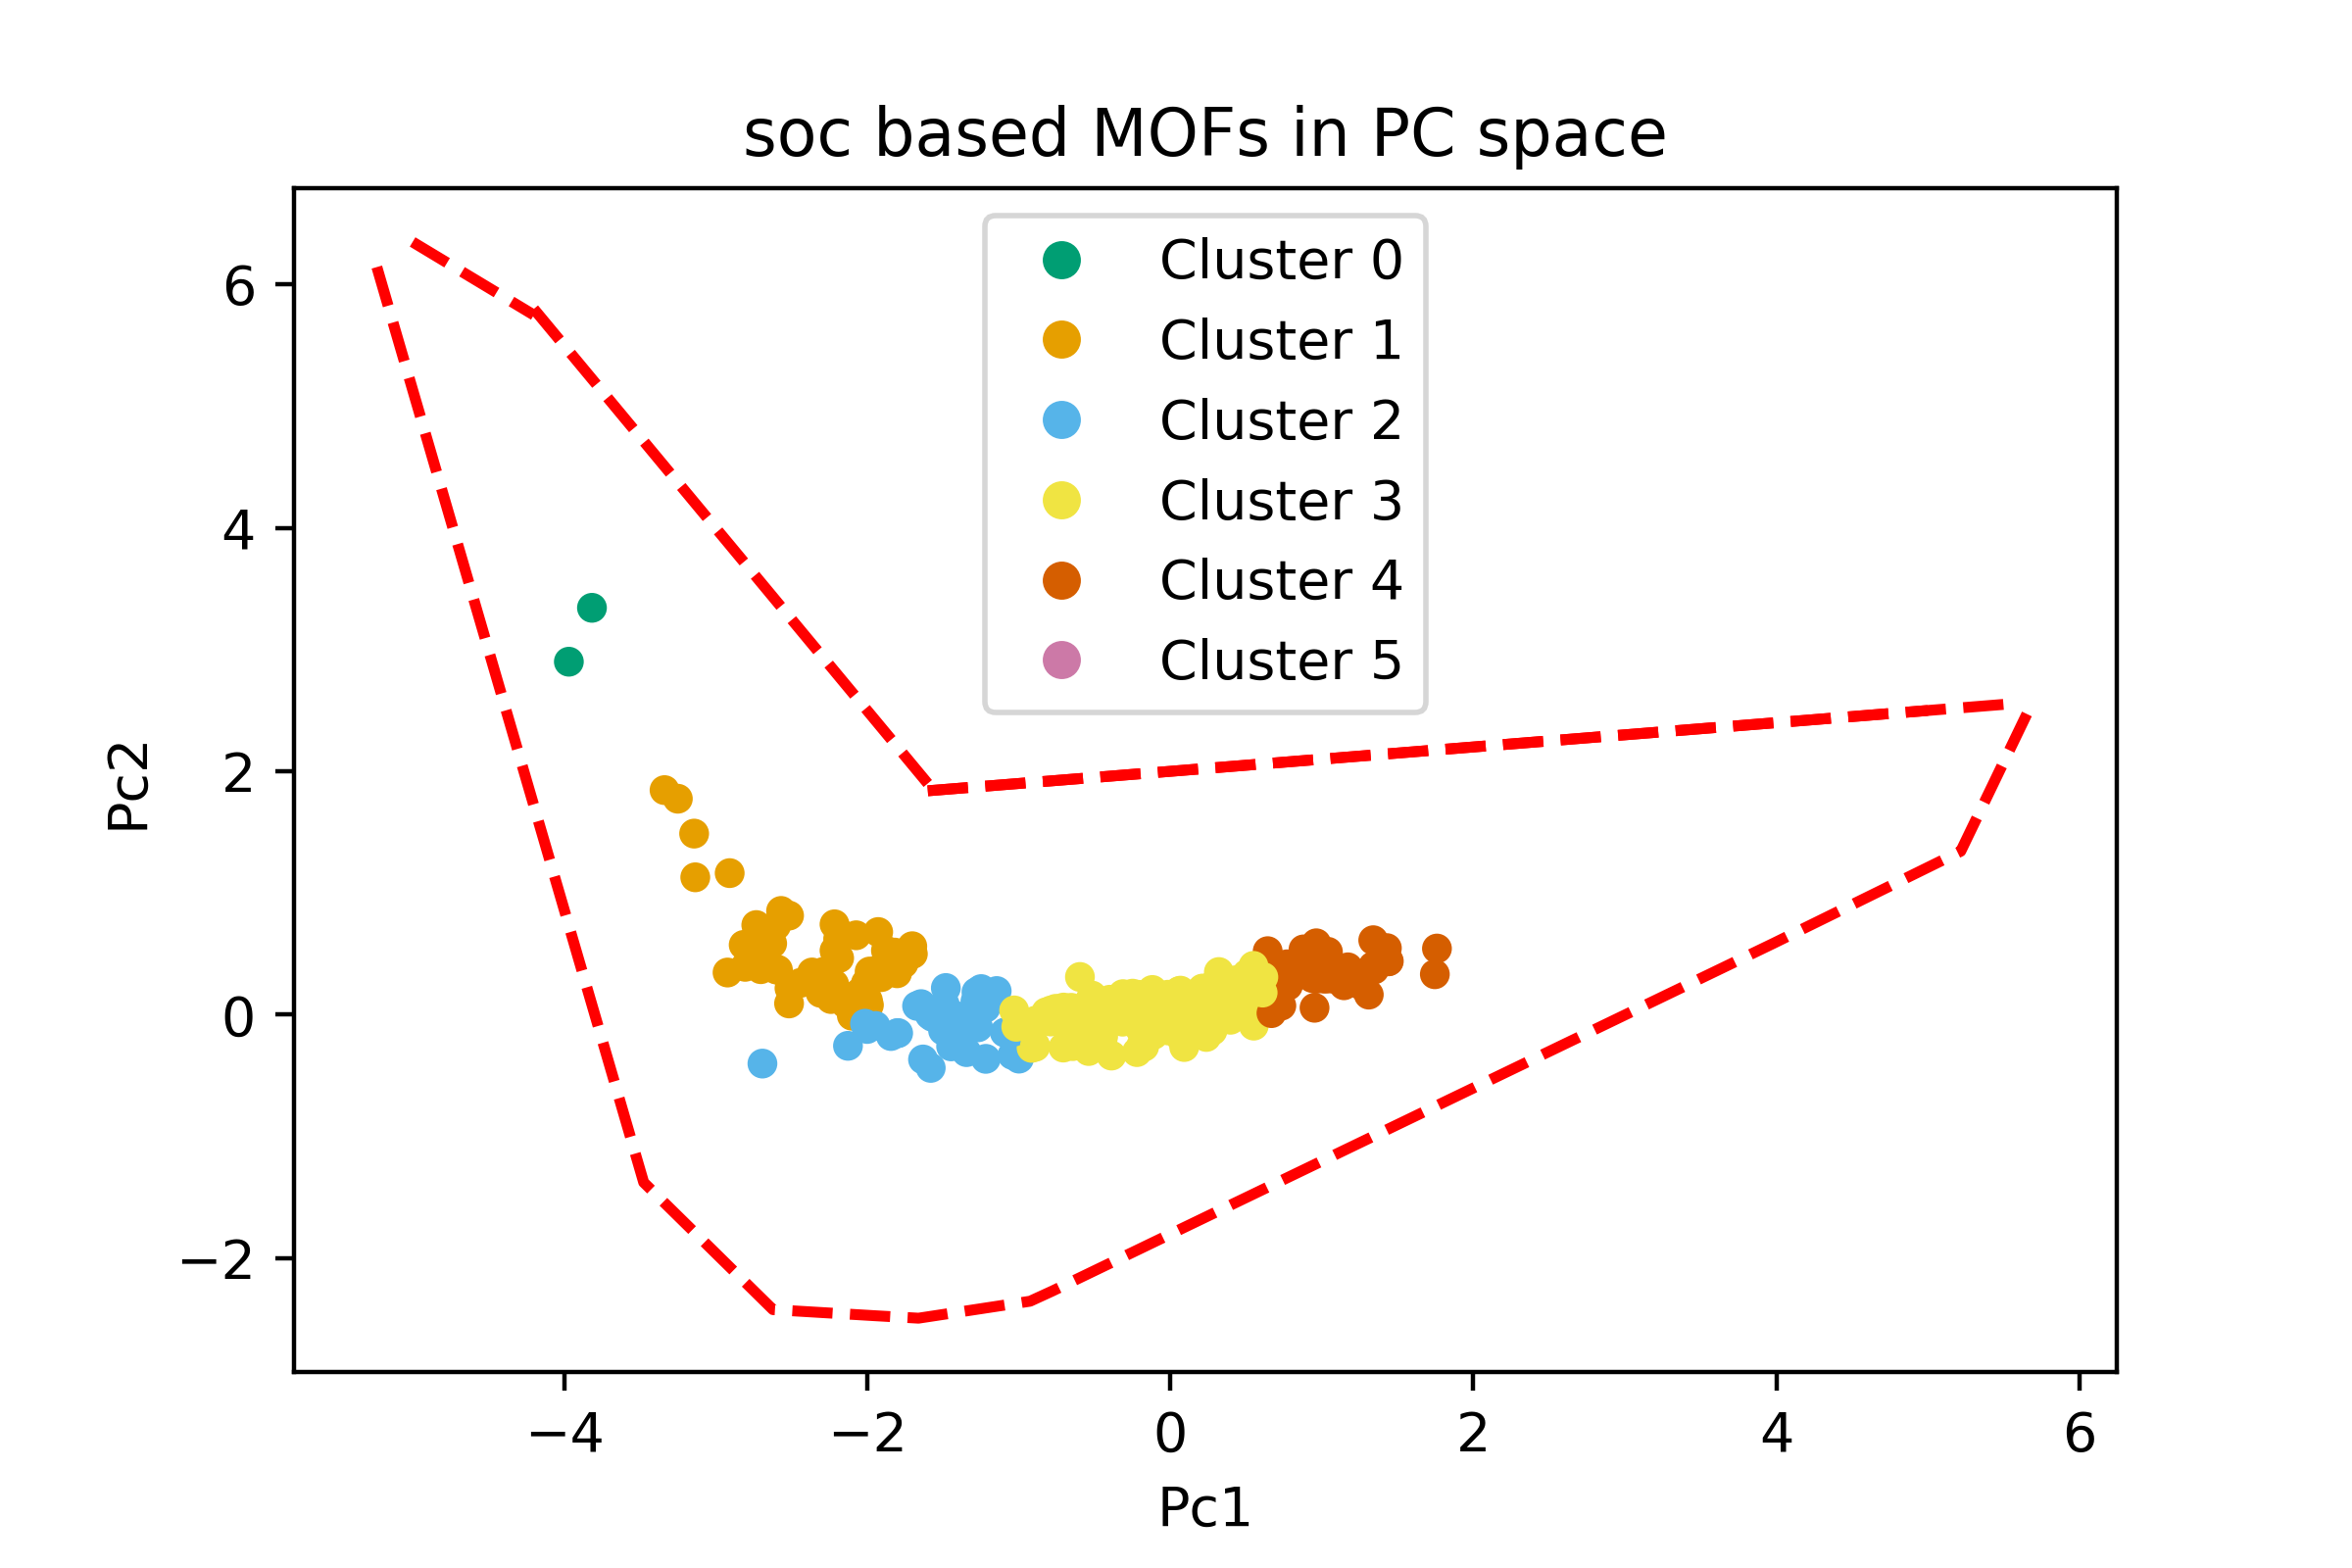 soc based MOFs in PC space
Cluster 0
Cluster 1
Cluster 2
Cluster 3
Cluster 4
Cluster 5
6
4
2
0
−2
Pc2
−4 −2 0 2 4 6
Pc1